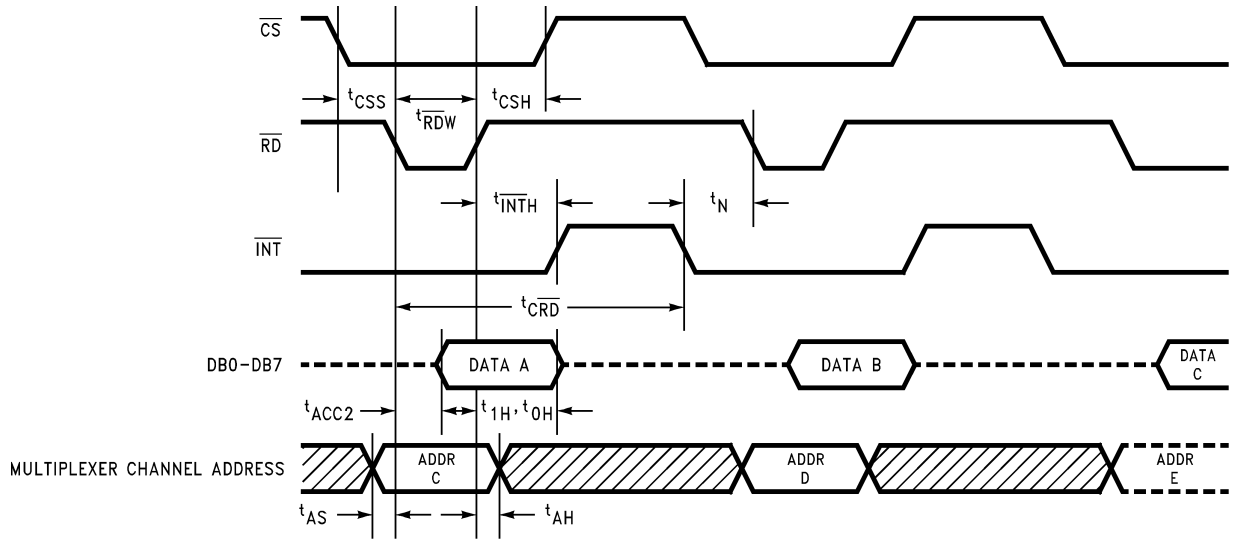 CS
tCSS
tRDW
tCSH
RD
tINTH
tN
INT
tCRD
DB0-DB7
DATA A
DATA B
DATA
C
tACC2
t1H, t0H
MULTIPLEXER CHANNEL ADDRESS
ADDR
C
ADDR
D
ADDR
E
tAS
tAH